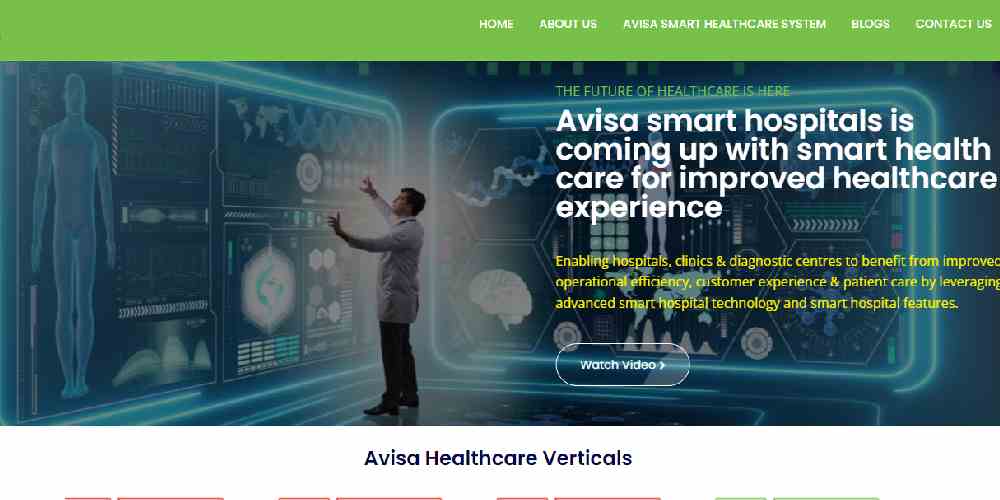 HOME ABOUT US AVISA SMART HEALTHCARE SYSTEM BLOGS CONTACT US
THE FUTURE OF HEALTHCARE IS HERE
Avisa smart hospitals is
coming up with smart health
care for improved healthcare
experience
Enabling hospitals, clinics & diagnostic centres to benefit from improved
operational efficiency, customer experience & patient care by leveraging
advanced smart hospital technology and smart hospital features.
Watch Video
Avisa Healthcare Verticals